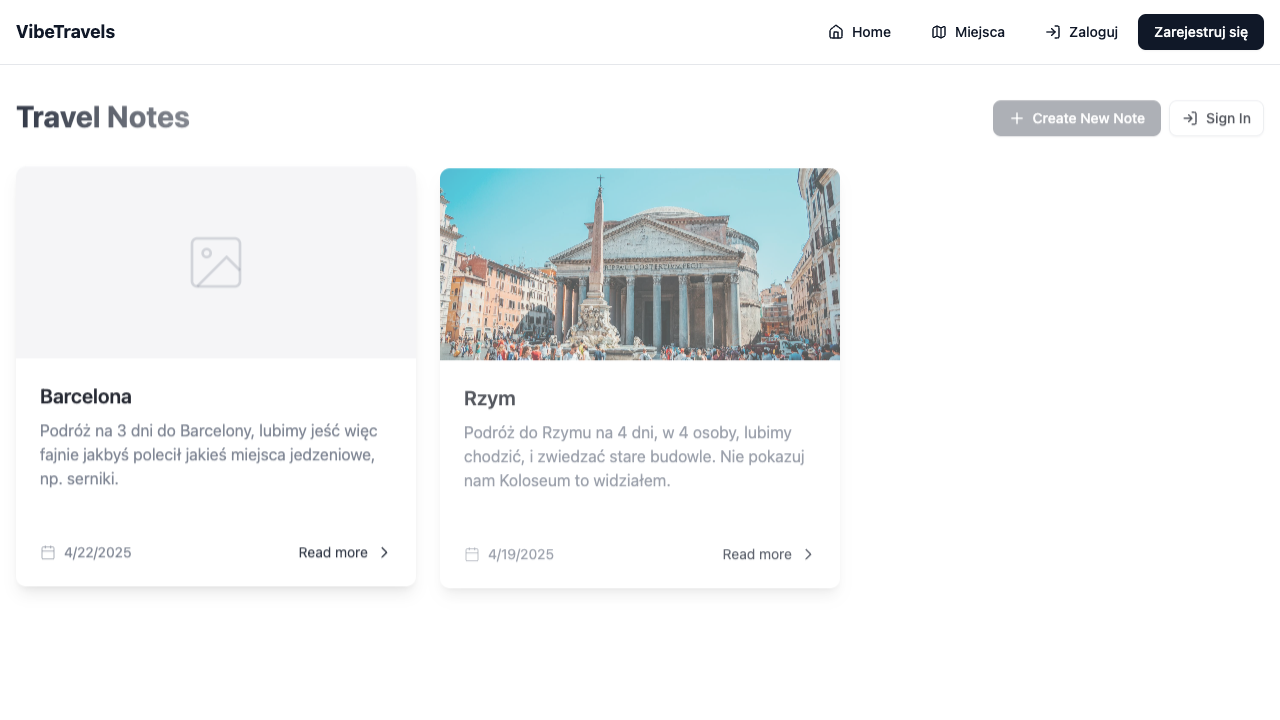 VibeTravels
Home
Miejsca
Zaloguj
Zarejestruj się
Travel Notes
Create New Note
Sign In
Barcelona
Podróż na 3 dni do Barcelony, lubimy jeść więc
fajnie jakbyś polecił jakieś miejsca jedzeniowe,
np. serniki.
4/22/2025
Read more
Rzym
Podróż do Rzymu na 4 dni, w 4 osoby, lubimy
chodzić, i zwiedzać stare budowle. Nie pokazuj
nam Koloseum to widziałem.
4/19/2025
Read more